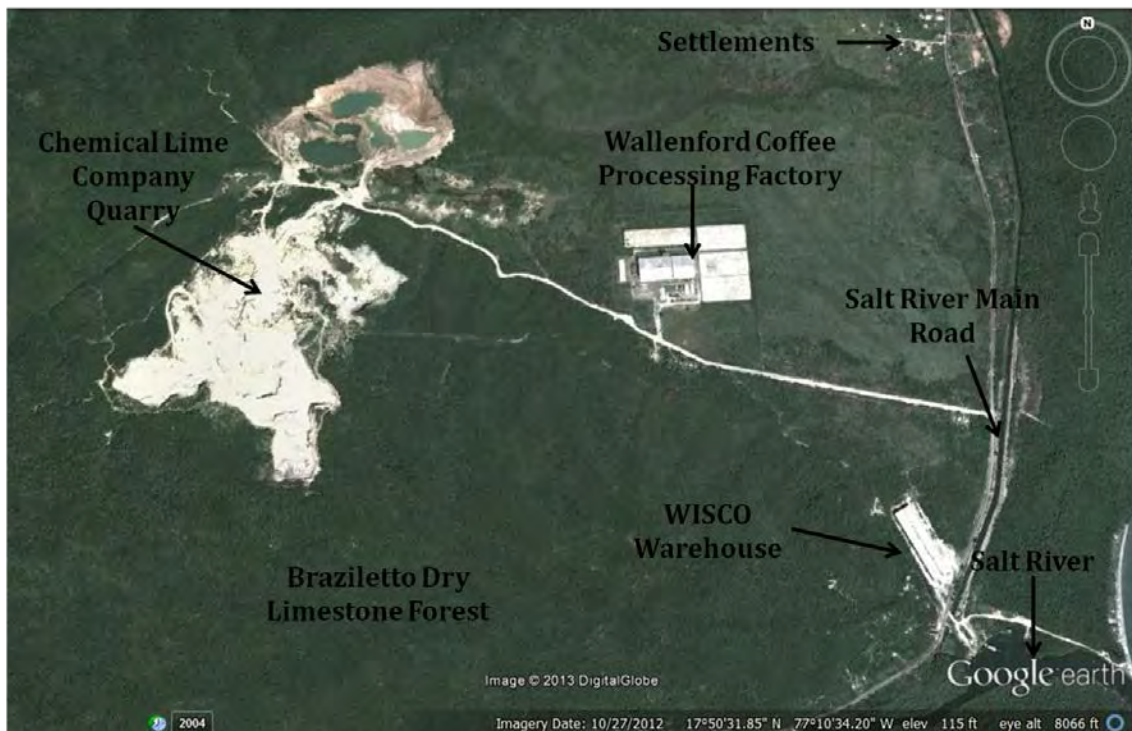 N
Settlements
Chemical Lime
Company
Quarry
Wallenford Coffee
Processing Factory
Salt River Main
Road
WISCO
Warehouse
Salt River
Braziletto Dry
Limestone Forest
Google earth
Image © 2013 DigitalGlobe
2004
Imagery Date: 10/27/2012 17°50'31.85" N 77°10'34.20" W elev 115 ft eye alt 8066 ft